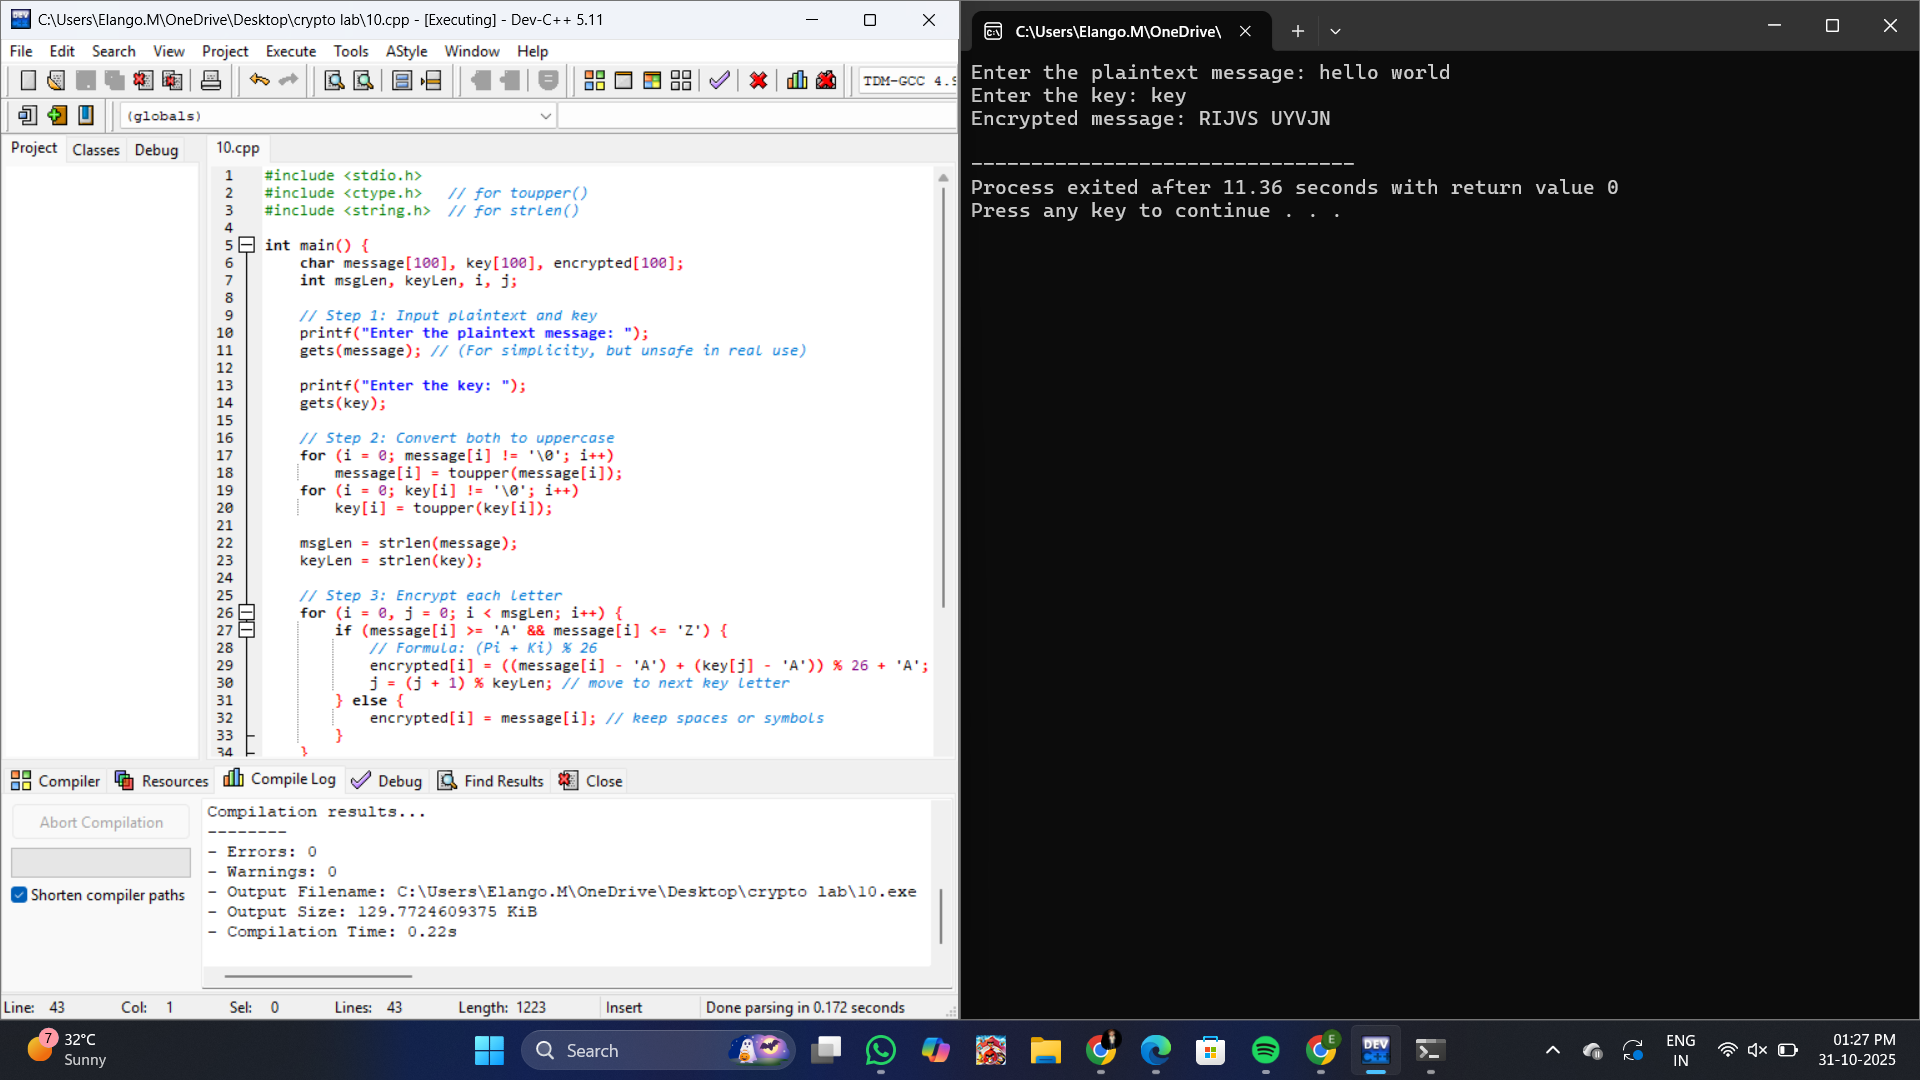 C:\Users\Elango.M\OneDrive\Desktop\crypto lab\10.cpp - [Executing] - Dev-C++ 5.11
File Edit Search View Project Execute Tools AStyle Window Help
TDM-GCC 4.9
(globals)
Project Classes Debug
10.cpp
1 #include <stdio.h>
2 #include <ctype.h>   // for toupper()
3 #include <string.h>  // for strlen()
4
5 int main() {
6     char message[100], key[100], encrypted[100];
7     int msgLen, keyLen, i, j;
8
9     // Step 1: Input plaintext and key
10     printf("Enter the plaintext message: ");
11     gets(message); // (For simplicity, but unsafe in real use)
12
13     printf("Enter the key: ");
14     gets(key);
15
16     // Step 2: Convert both to uppercase
17     for (i = 0; message[i] != '\0'; i++)
18         message[i] = toupper(message[i]);
19     for (i = 0; key[i] != '\0'; i++)
20         key[i] = toupper(key[i]);
21
22     msgLen = strlen(message);
23     keyLen = strlen(key);
24
25     // Step 3: Encrypt each letter
26     for (i = 0, j = 0; i < msgLen; i++) {
27         if (message[i] >= 'A' && message[i] <= 'Z') {
28             // Formula: (Pi + Ki) % 26
29             encrypted[i] = ((message[i] - 'A') + (key[j] - 'A')) % 26 + 'A';
30             j = (j + 1) % keyLen; // move to next key letter
31         } else {
32             encrypted[i] = message[i]; // keep spaces or symbols
33         }
34     }
Compiler Resources Compile Log Debug Find Results Close
Abort Compilation
Shorten compiler paths
Compilation results...
--------
- Errors: 0
- Warnings: 0
- Output Filename: C:\Users\Elango.M\OneDrive\Desktop\crypto lab\10.exe
- Output Size: 129.7724609375 KiB
- Compilation Time: 0.22s
Line: 43 Col: 1 Sel: 0 Lines: 43 Length: 1223 Insert Done parsing in 0.172 seconds
C:\Users\Elango.M\OneDrive\
Enter the plaintext message: hello world
Enter the key: key
Encrypted message: RIJVS UYVJN
--------------------------------
Process exited after 11.36 seconds with return value 0
Press any key to continue . . .
7
32°C
Sunny
Search
E
DEV
C++
ENG
IN
01:27 PM
31-10-2025